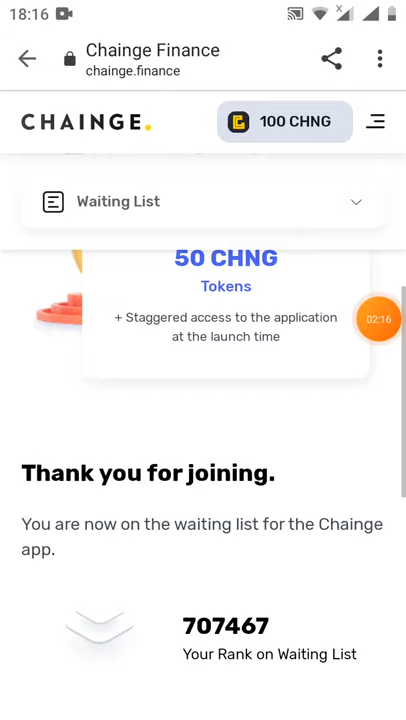 18:16
Chainge Finance
chainge.finance
CHAINGE.
100 CHNG
Waiting List
50 CHNG
Tokens
+ Staggered access to the application
at the launch time
02:16
Thank you for joining.
You are now on the waiting list for the Chainge
app.
707467
Your Rank on Waiting List